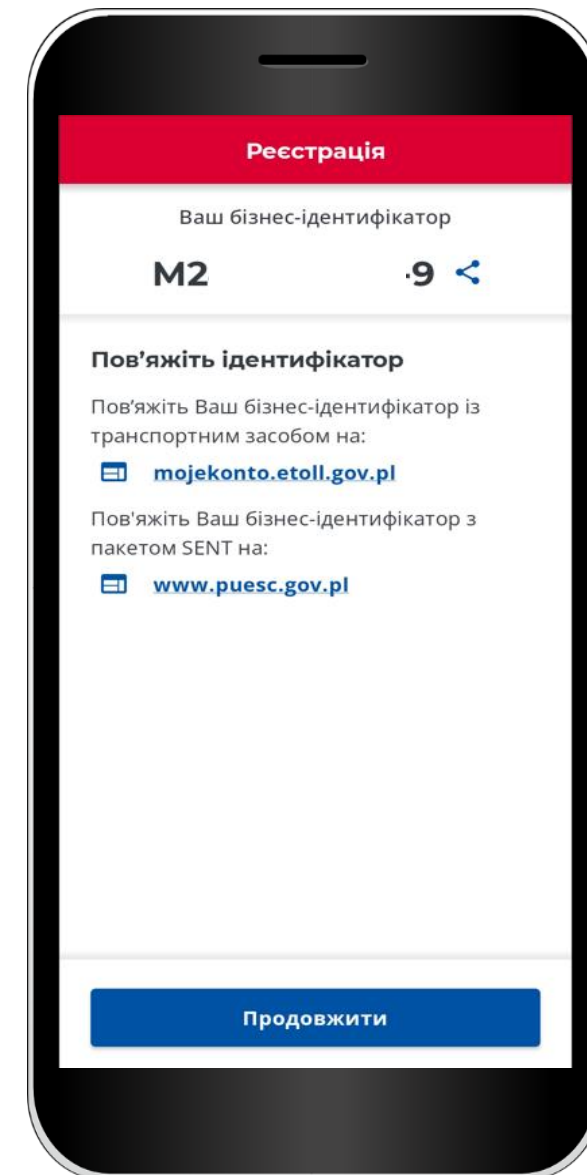 Реєстрація
Ваш бізнес-ідентифікатор
M2 -9
Пов’яжіть ідентифікатор
Пов’яжіть Ваш бізнес-ідентифікатор із
транспортним засобом на:
mojekonto.etoll.gov.pl
Пов'яжіть Ваш бізнес-ідентифікатор з
пакетом SENT на:
www.puesc.gov.pl
Продовжити